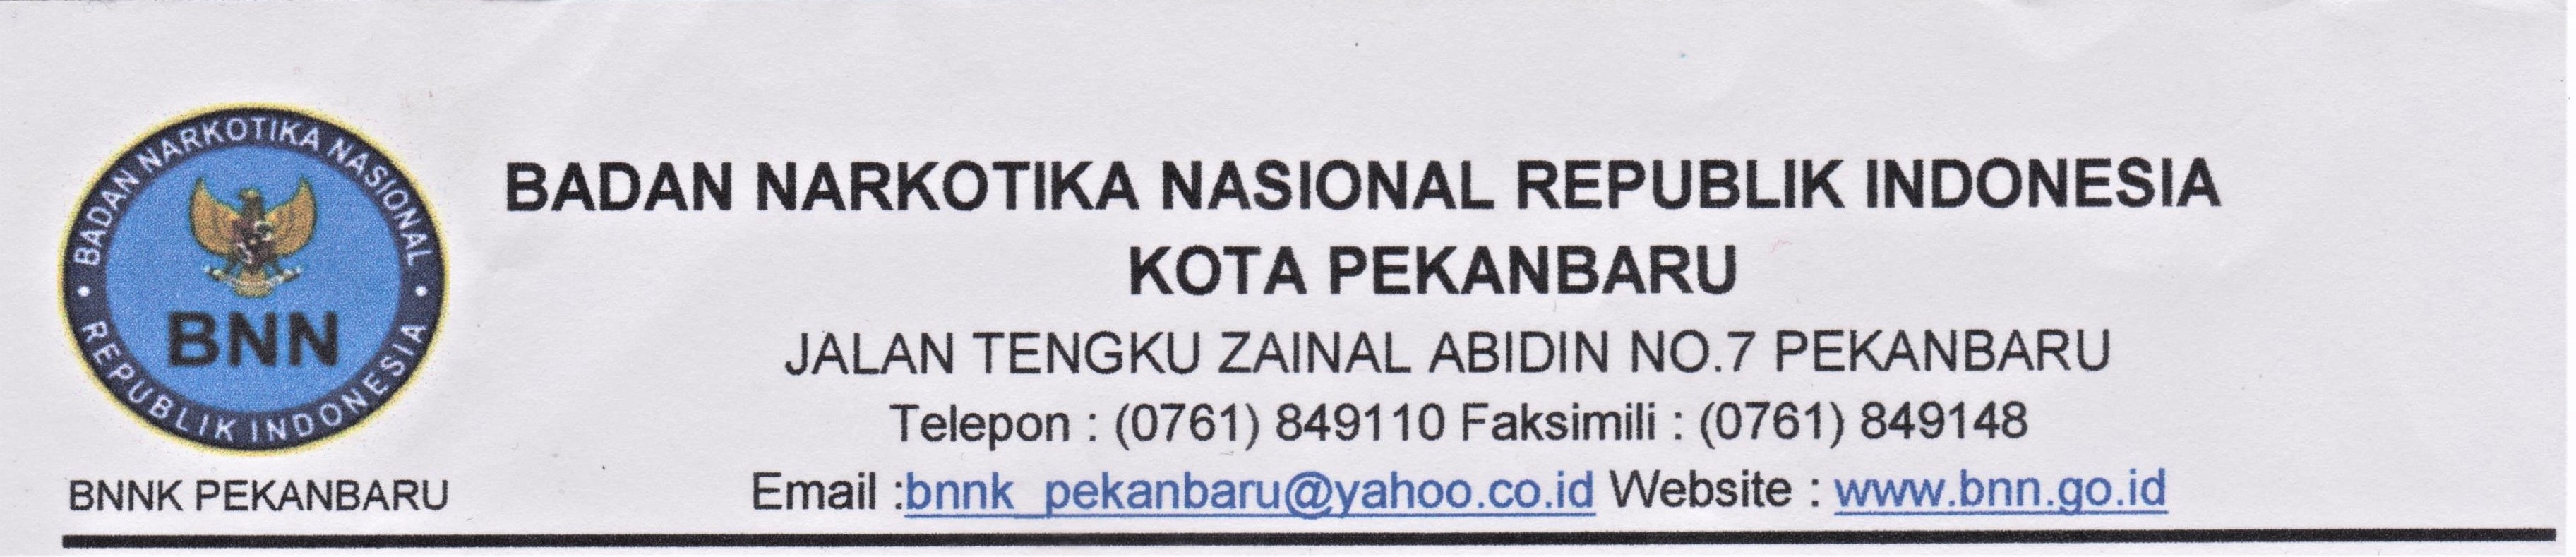 BADAN NARKOTIKA NASIONAL
REPUBLIK INDONESIA
BNN
BNNK PEKANBARU
BADAN NARKOTIKA NASIONAL REPUBLIK INDONESIA
KOTA PEKANBARU
JALAN TENGKU ZAINAL ABIDIN NO.7 PEKANBARU
Telepon : (0761) 849110 Faksimili : (0761) 849148
Email :bnnk_pekanbaru@yahoo.co.id Website : www.bnn.go.id